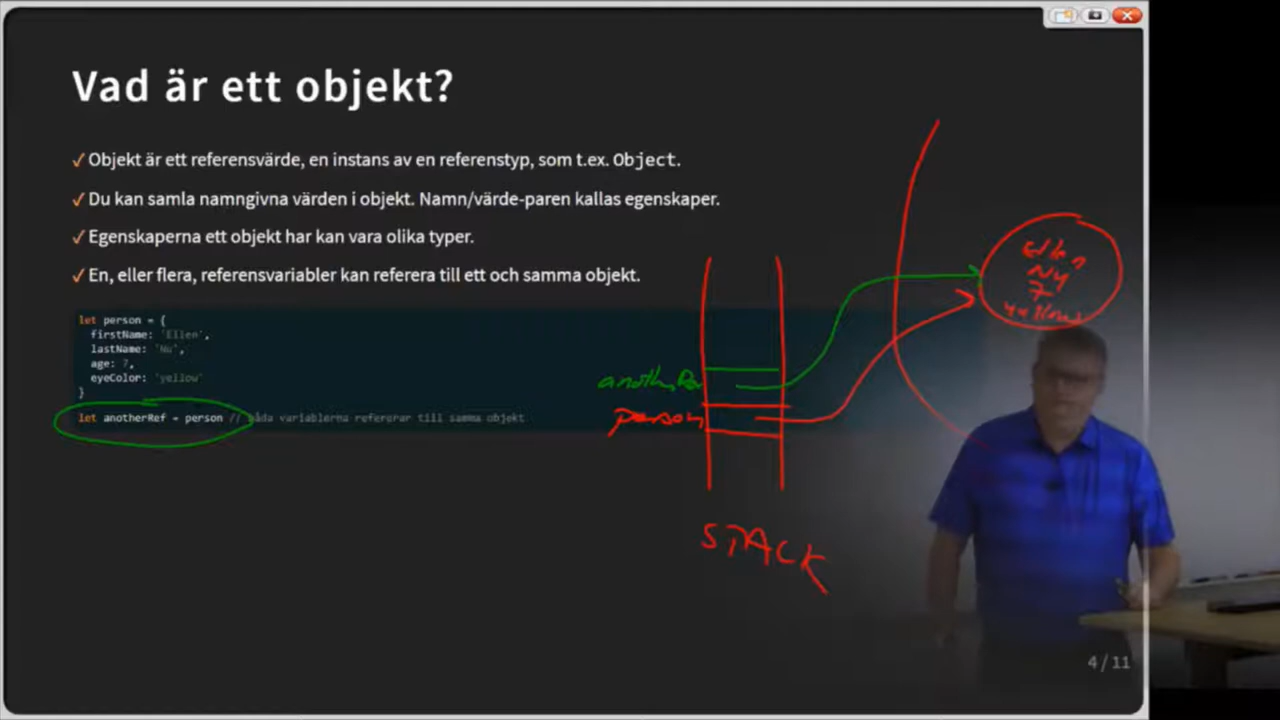 Vad är ett objekt?
✓ Objekt är ett referensvärde, en instans av en referenstyp, som t.ex. Object.
✓ Du kan samla namngivna värden i objekt. Namn/värde-paren kallas egenskaper.
✓ Egenskaperna ett objekt har kan vara olika typer.
✓ En, eller flera, referensvariabler kan referera till ett och samma objekt.
let person = {
firstName: 'Ellen',
lastName: 'Nu',
age: 7,
eyeColor: 'yellow'
}
let anotherRef = person // båda variablerna refererar till samma objekt
person
STACK
7
4/11